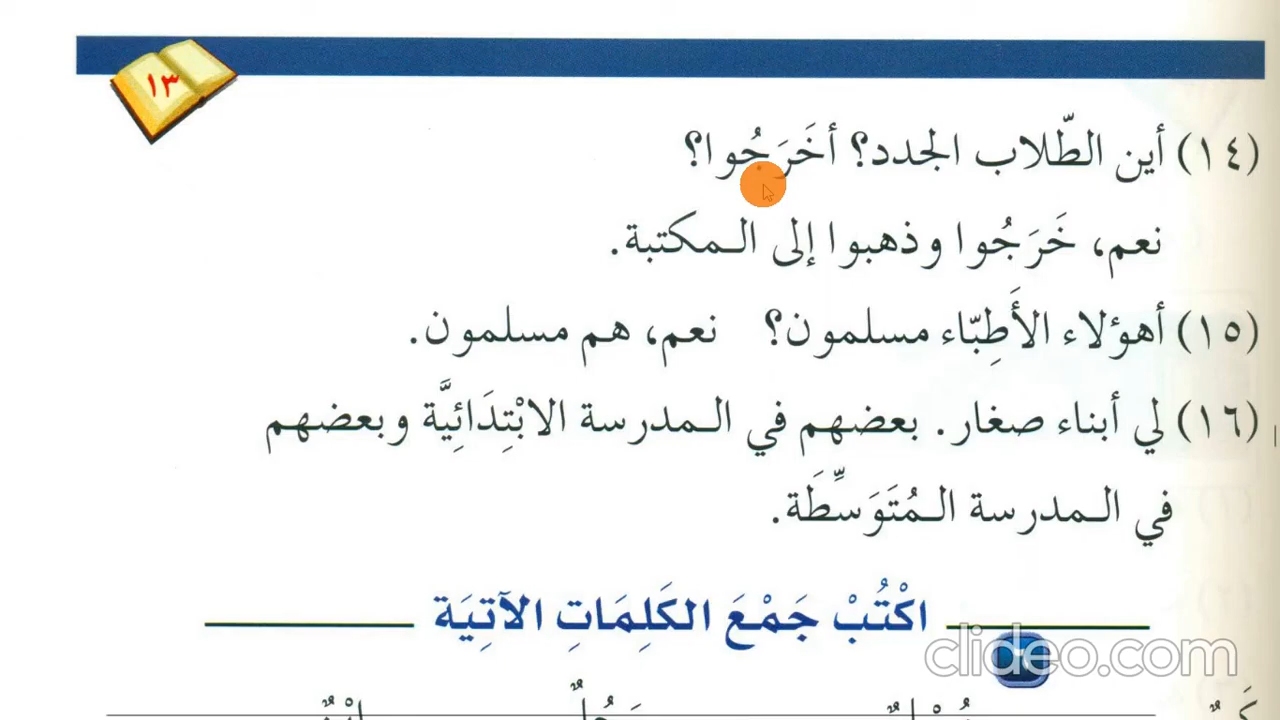 ١٣
(١٤) أين الطّلاب الجدد؟ أخَرَجُوا؟
نعم، خَرَجُوا وذهبوا إلى المكتبة.
(١٥) أهؤلاء الأَطِبّاء مسلمون؟ نعم، هم مسلمون.
(١٦) لي أبناء صغار. بعضهم في المدرسة الابْتِدَائِيَّة وبعضهم
في المدرسة المُتَوَسِّطَة.
اكْتُبْ جَمْعَ الكَلِمَاتِ الآتِيَة
clideo.com